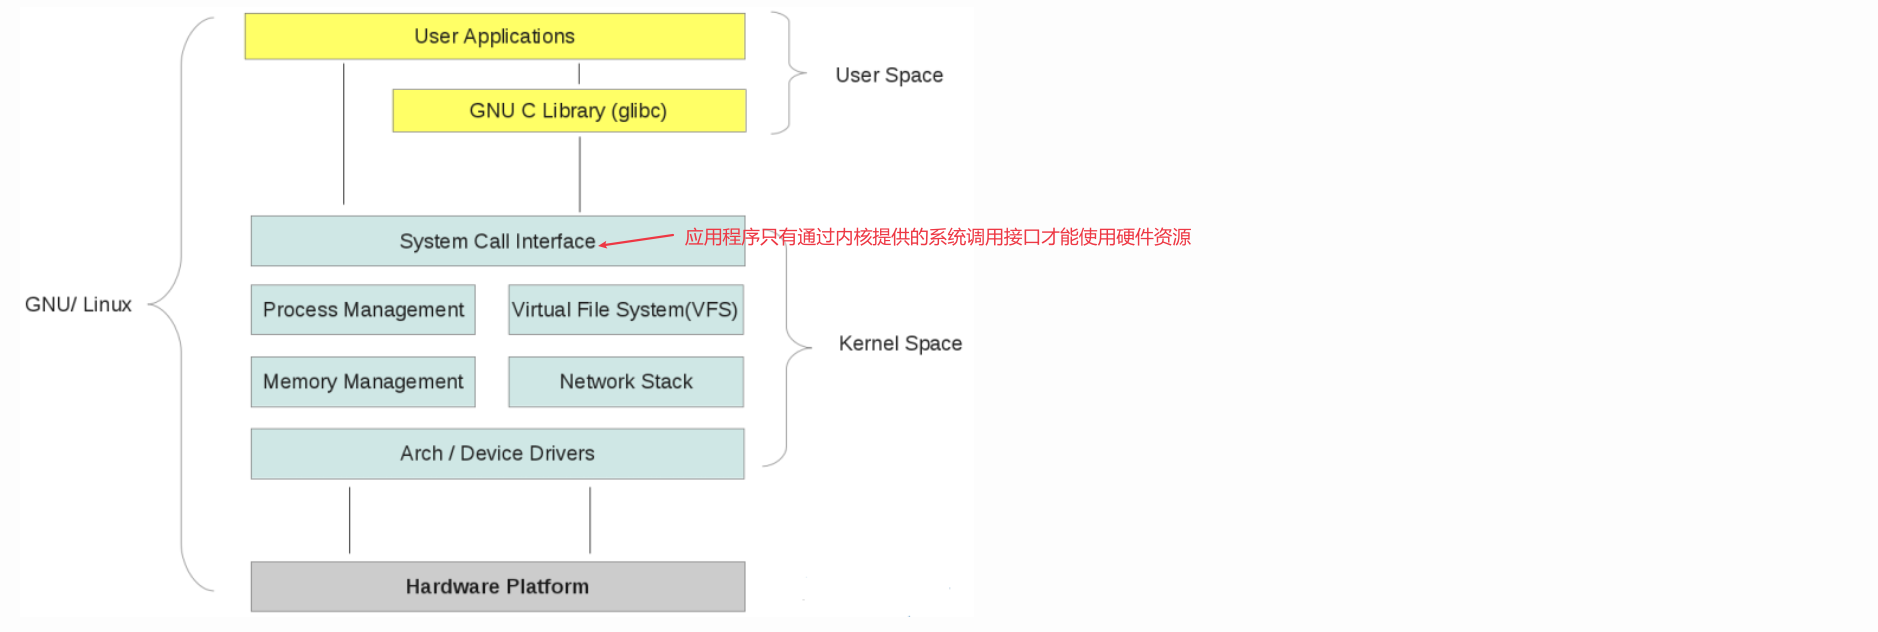 User Applications
User Space
GNU C Library (glibc)
System Call Interface
应用程序只有通过内核提供的系统调用接口才能使用硬件资源
GNU/ Linux
Process Management
Virtual File System(VFS)
Kernel Space
Memory Management
Network Stack
Arch / Device Drivers
Hardware Platform